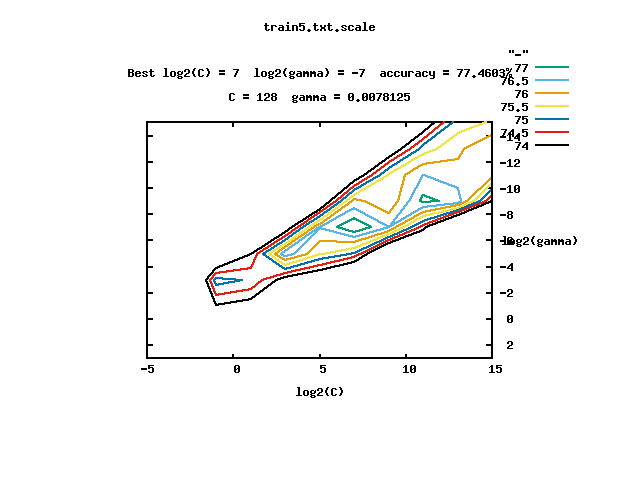 train5.txt.scale
"-"
Best log2(C) = 7 log2(gamma) = -7 accuracy = 77.4603%
77
76.5
C = 128 gamma = 0.0078125
76
75.5
75
74.5
74
-14
-12
-10
-8
-6
log2(gamma)
-4
-2
0
2
-5 0 5 10 15
log2(C)